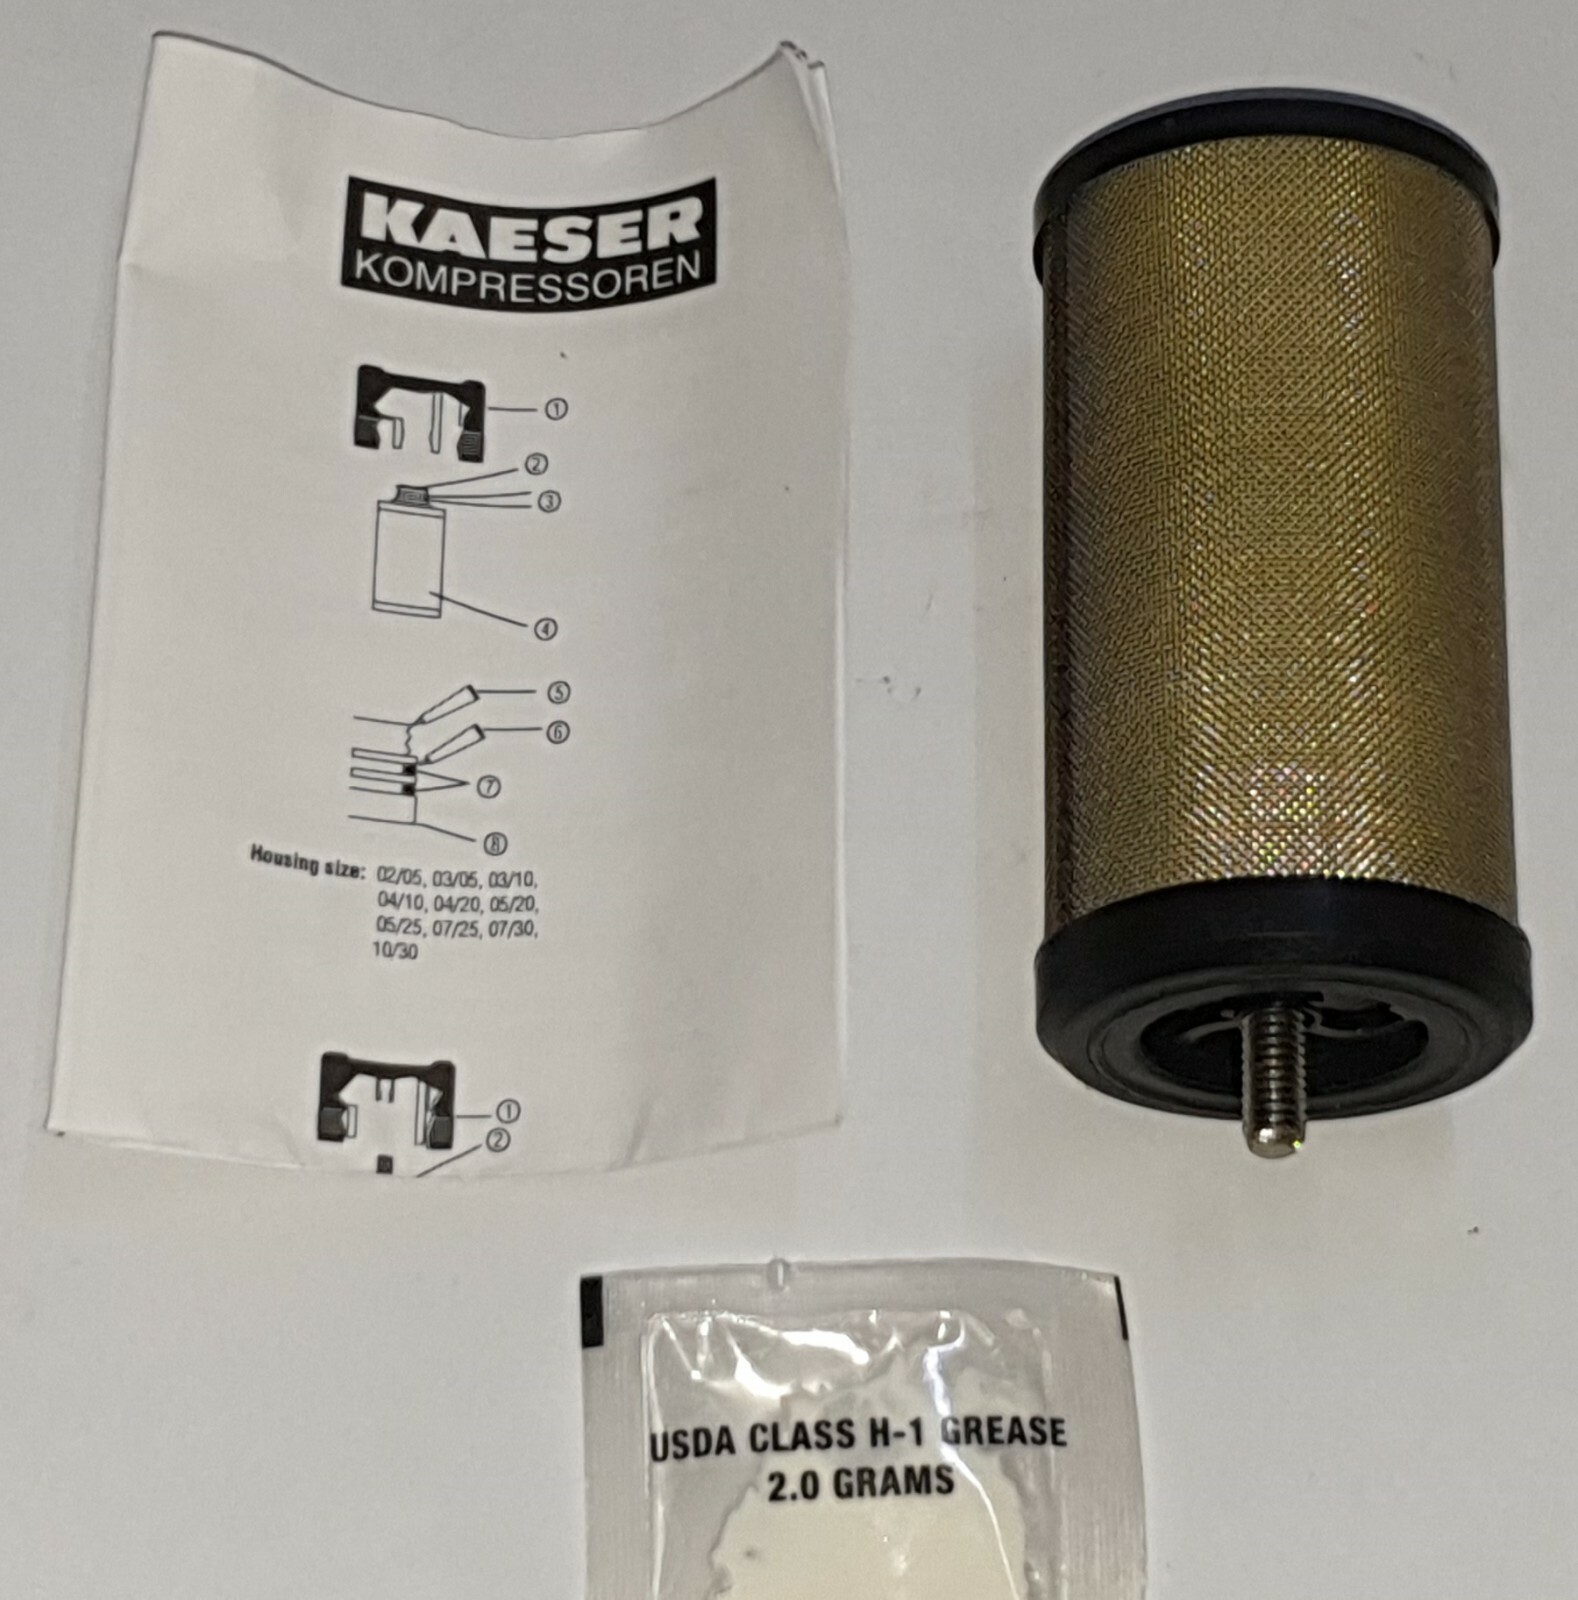 KAESER
KOMPRESSOREN
①
②
③
④
⑤
⑥
⑦
⑧
Housing size: 02/05, 03/05, 03/10,
04/10, 04/20, 05/20,
05/25, 07/25, 07/30,
10/30
①
②
USDA CLASS H-1 GREASE
2.0 GRAMS